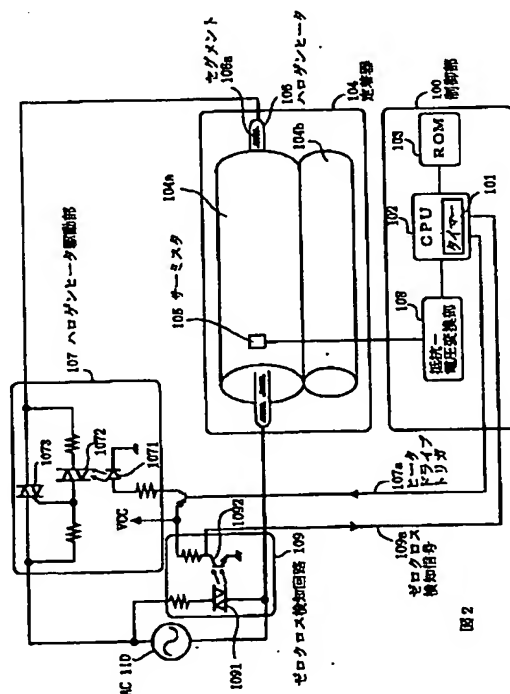 セグメント
106a
106 ハロゲンヒータ
104 定着器
104a
104b
105 サーミスタ
100 制御部
103
ROM
102
CPU
タイマー
101
108
抵抗－電圧変換部
107 ハロゲンヒータ駆動部
1073
1072
1071
107a
ヒータドライブトリガ
VCC
1092
109
109a
ゼロクロス検知信号
ゼロクロス検知回路
1091
AC 110
図2